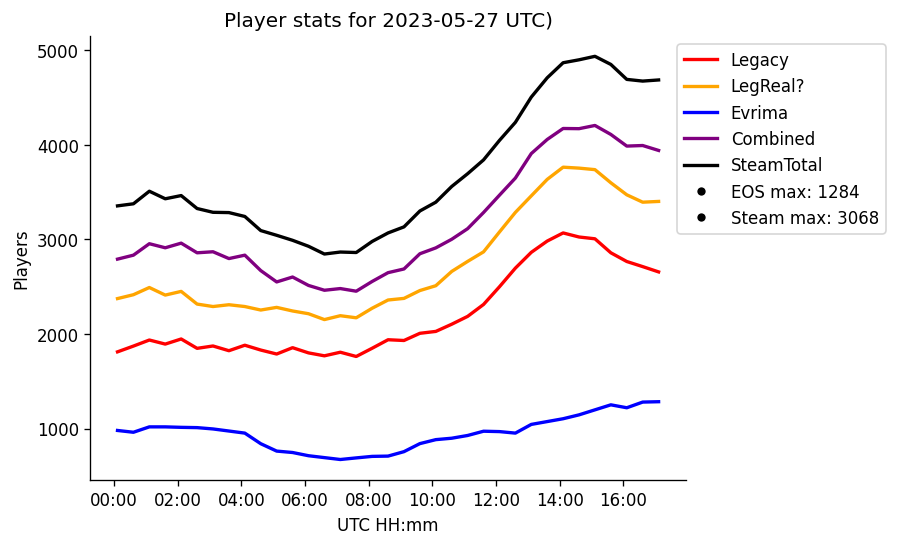 Player stats for 2023-05-27 UTC)
Legacy
LegReal?
Evrima
Combined
SteamTotal
EOS max: 1284
Steam max: 3068
Players
5000
4000
3000
2000
1000
00:00 02:00 04:00 06:00 08:00 10:00 12:00 14:00 16:00
UTC HH:mm